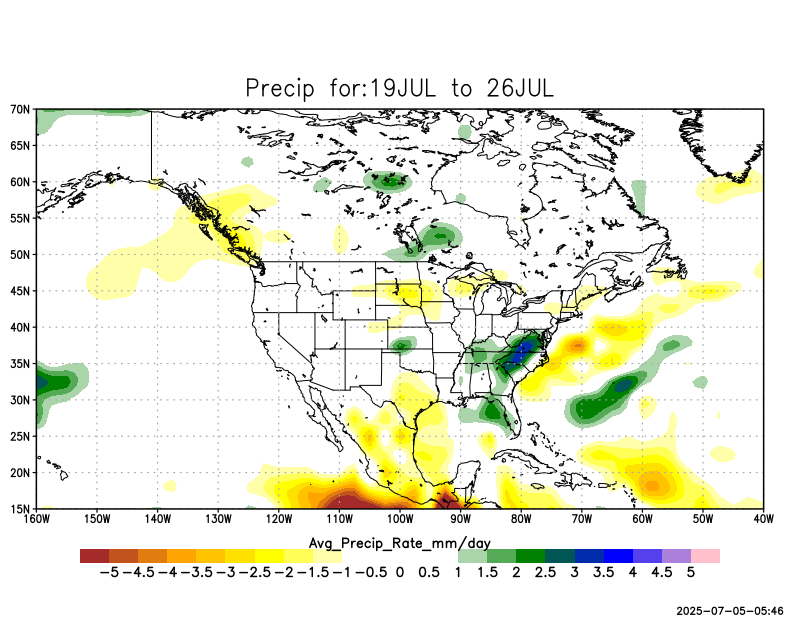 Precip for:19JUL to 26JUL
70N
65N
60N
55N
50N
45N
40N
35N
30N
25N
20N
15N
160W 150W 140W 130W 120W 110W 100W 90W 80W 70W 60W 50W 40W
Avg_Precip_Rate_mm/day
-5 -4.5 -4 -3.5 -3 -2.5 -2 -1.5 -1 -0.5 0 0.5 1 1.5 2 2.5 3 3.5 4 4.5 5
2025-07-05-05:46